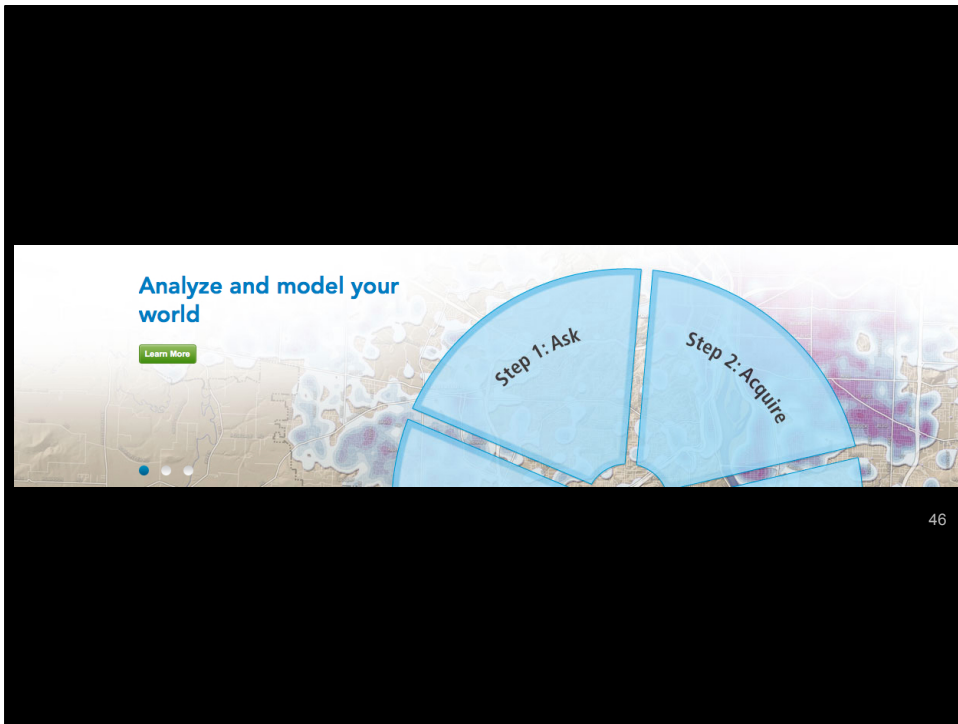 Analyze and model your
world
Learn More
Step 1: Ask
Step 2: Acquire
46